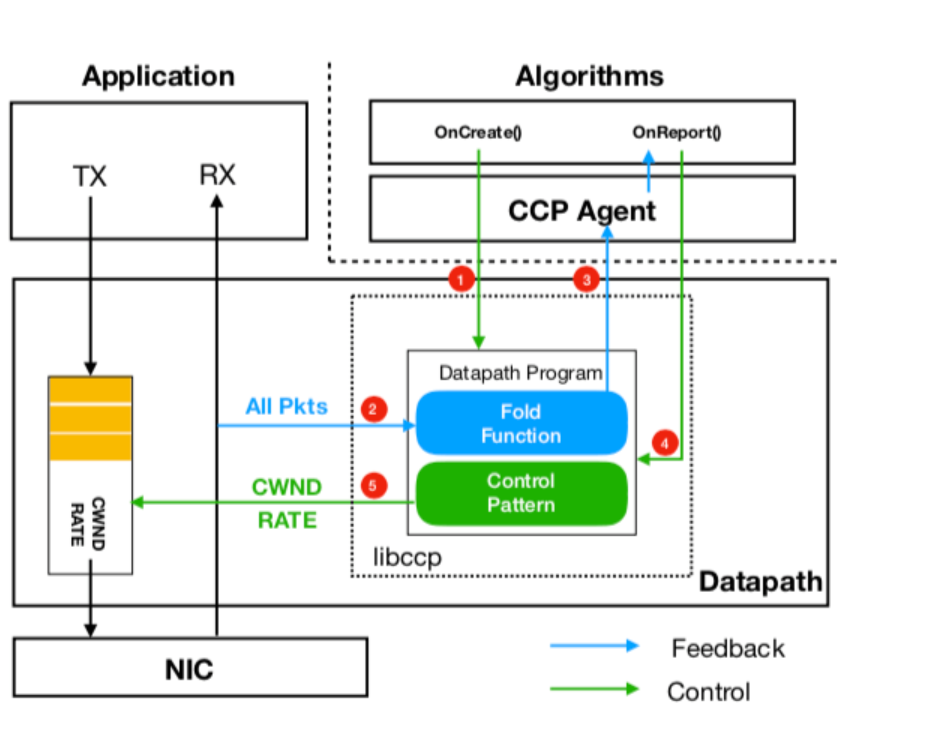 Application
Algorithms
OnCreate()
OnReport()
TX
RX
CCP Agent
1
3
Datapath Program
All Pkts
2
Fold
Function
4
CWND
RATE
5
Control
Pattern
CWND
RATE
libccp
Datapath
NIC
Feedback
Control